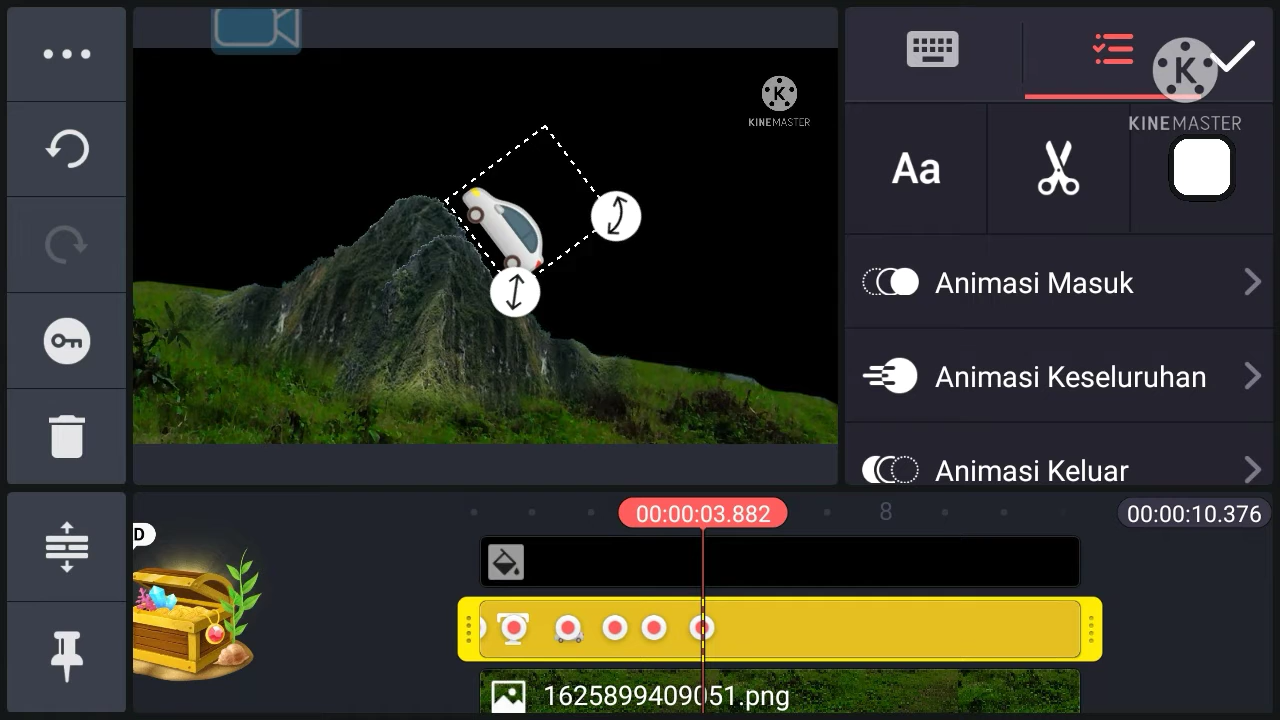 K
KINEMASTER
K
KINEMASTER
Aa
Animasi Masuk
Animasi Keseluruhan
Animasi Keluar
00:00:03.882
8
00:00:10.376
D
1625899409051.png